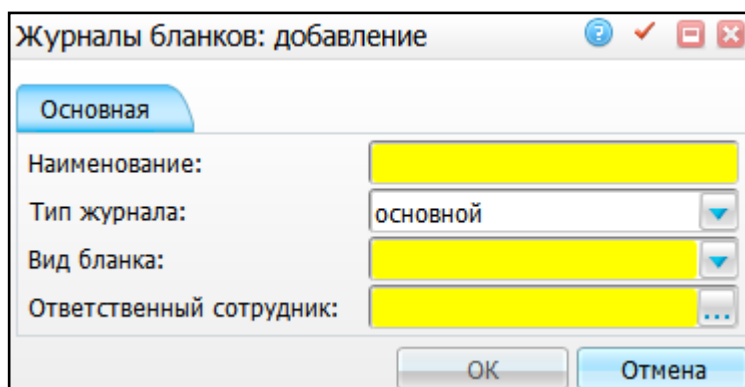 Журналы бланков: добавление
Основная
Наименование:
Тип журнала: основной
Вид бланка:
Ответственный сотрудник: ...
ОК Отмена